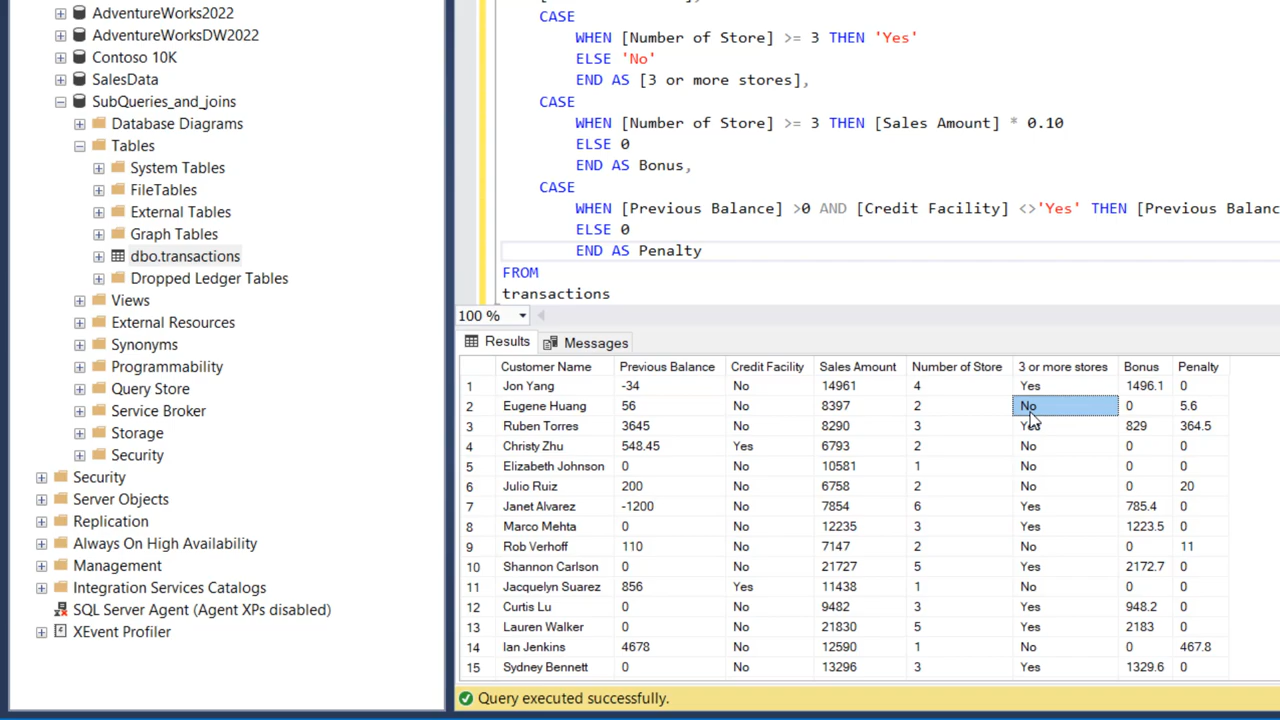 AdventureWorks2022
AdventureWorksDW2022
Contoso 10K
SalesData
SubQueries_and_joins
Database Diagrams
Tables
System Tables
FileTables
External Tables
Graph Tables
dbo.transactions
Dropped Ledger Tables
Views
External Resources
Synonyms
Programmability
Query Store
Service Broker
Storage
Security
Security
Server Objects
Replication
Always On High Availability
Management
Integration Services Catalogs
SQL Server Agent (Agent XPs disabled)
XEvent Profiler
CASE
WHEN [Number of Store] >= 3 THEN 'Yes'
ELSE 'No'
END AS [3 or more stores],
CASE
WHEN [Number of Store] >= 3 THEN [Sales Amount] * 0.10
ELSE 0
END AS Bonus,
CASE
WHEN [Previous Balance] >0 AND [Credit Facility] <>'Yes' THEN [Previous Balanc
ELSE 0
END AS Penalty
FROM
transactions
100 %
Results Messages
Customer Name Previous Balance Credit Facility Sales Amount Number of Store 3 or more stores Bonus Penalty
1 Jon Yang -34 No 14961 4 Yes 1496.1 0
2 Eugene Huang 56 No 8397 2 No 0 5.6
3 Ruben Torres 3645 No 8290 3 Yes 829 364.5
4 Christy Zhu 548.45 Yes 6793 2 No 0 0
5 Elizabeth Johnson 0 No 10581 1 No 0 0
6 Julio Ruiz 200 No 6758 2 No 0 20
7 Janet Alvarez -1200 No 7854 6 Yes 785.4 0
8 Marco Mehta 0 No 12235 3 Yes 1223.5 0
9 Rob Verhoff 110 No 7147 2 No 0 11
10 Shannon Carlson 0 No 21727 5 Yes 2172.7 0
11 Jacquelyn Suarez 856 Yes 11438 1 No 0 0
12 Curtis Lu 0 No 9482 3 Yes 948.2 0
13 Lauren Walker 0 No 21830 5 Yes 2183 0
14 Ian Jenkins 4678 No 12590 1 No 0 467.8
15 Sydney Bennett 0 No 13296 3 Yes 1329.6 0
Query executed successfully.